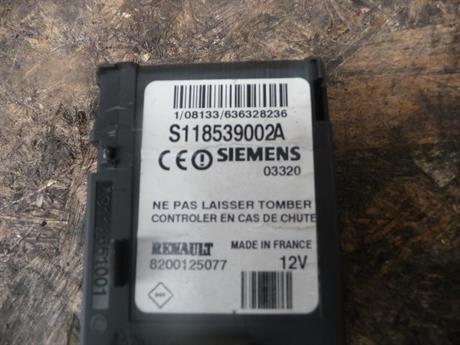 1/08133/636328236
S118539002A
CE SIEMENS
03320
NE PAS LAISSER TOMBER
CONTROLER EN CAS DE CHUTE
RENAULT MADE IN FRANCE
8200125077 12V